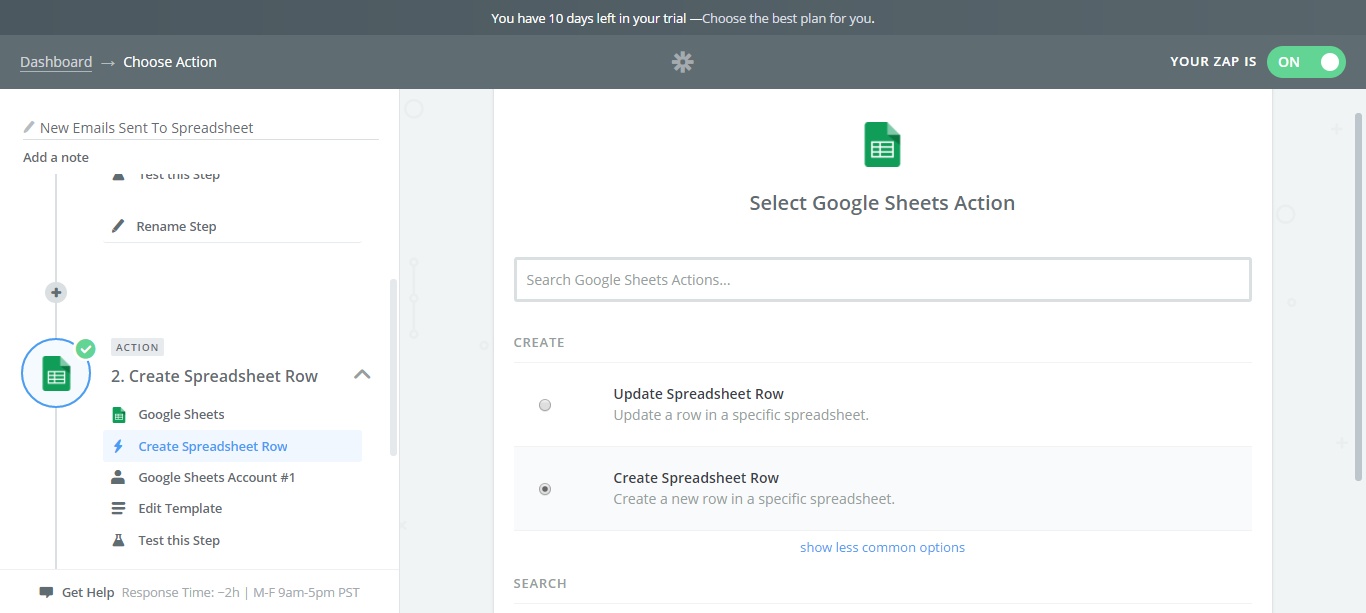 You have 10 days left in your trial —Choose the best plan for you.
Dashboard → Choose Action
YOUR ZAP IS ON
New Emails Sent To Spreadsheet
Add a note
Test this Step
Rename Step
ACTION
2. Create Spreadsheet Row
Google Sheets
Create Spreadsheet Row
Google Sheets Account #1
Edit Template
Test this Step
Get Help Response Time: ~2h | M-F 9am-5pm PST
Select Google Sheets Action
Search Google Sheets Actions...
CREATE
Update Spreadsheet Row
Update a row in a specific spreadsheet.
Create Spreadsheet Row
Create a new row in a specific spreadsheet.
show less common options
SEARCH